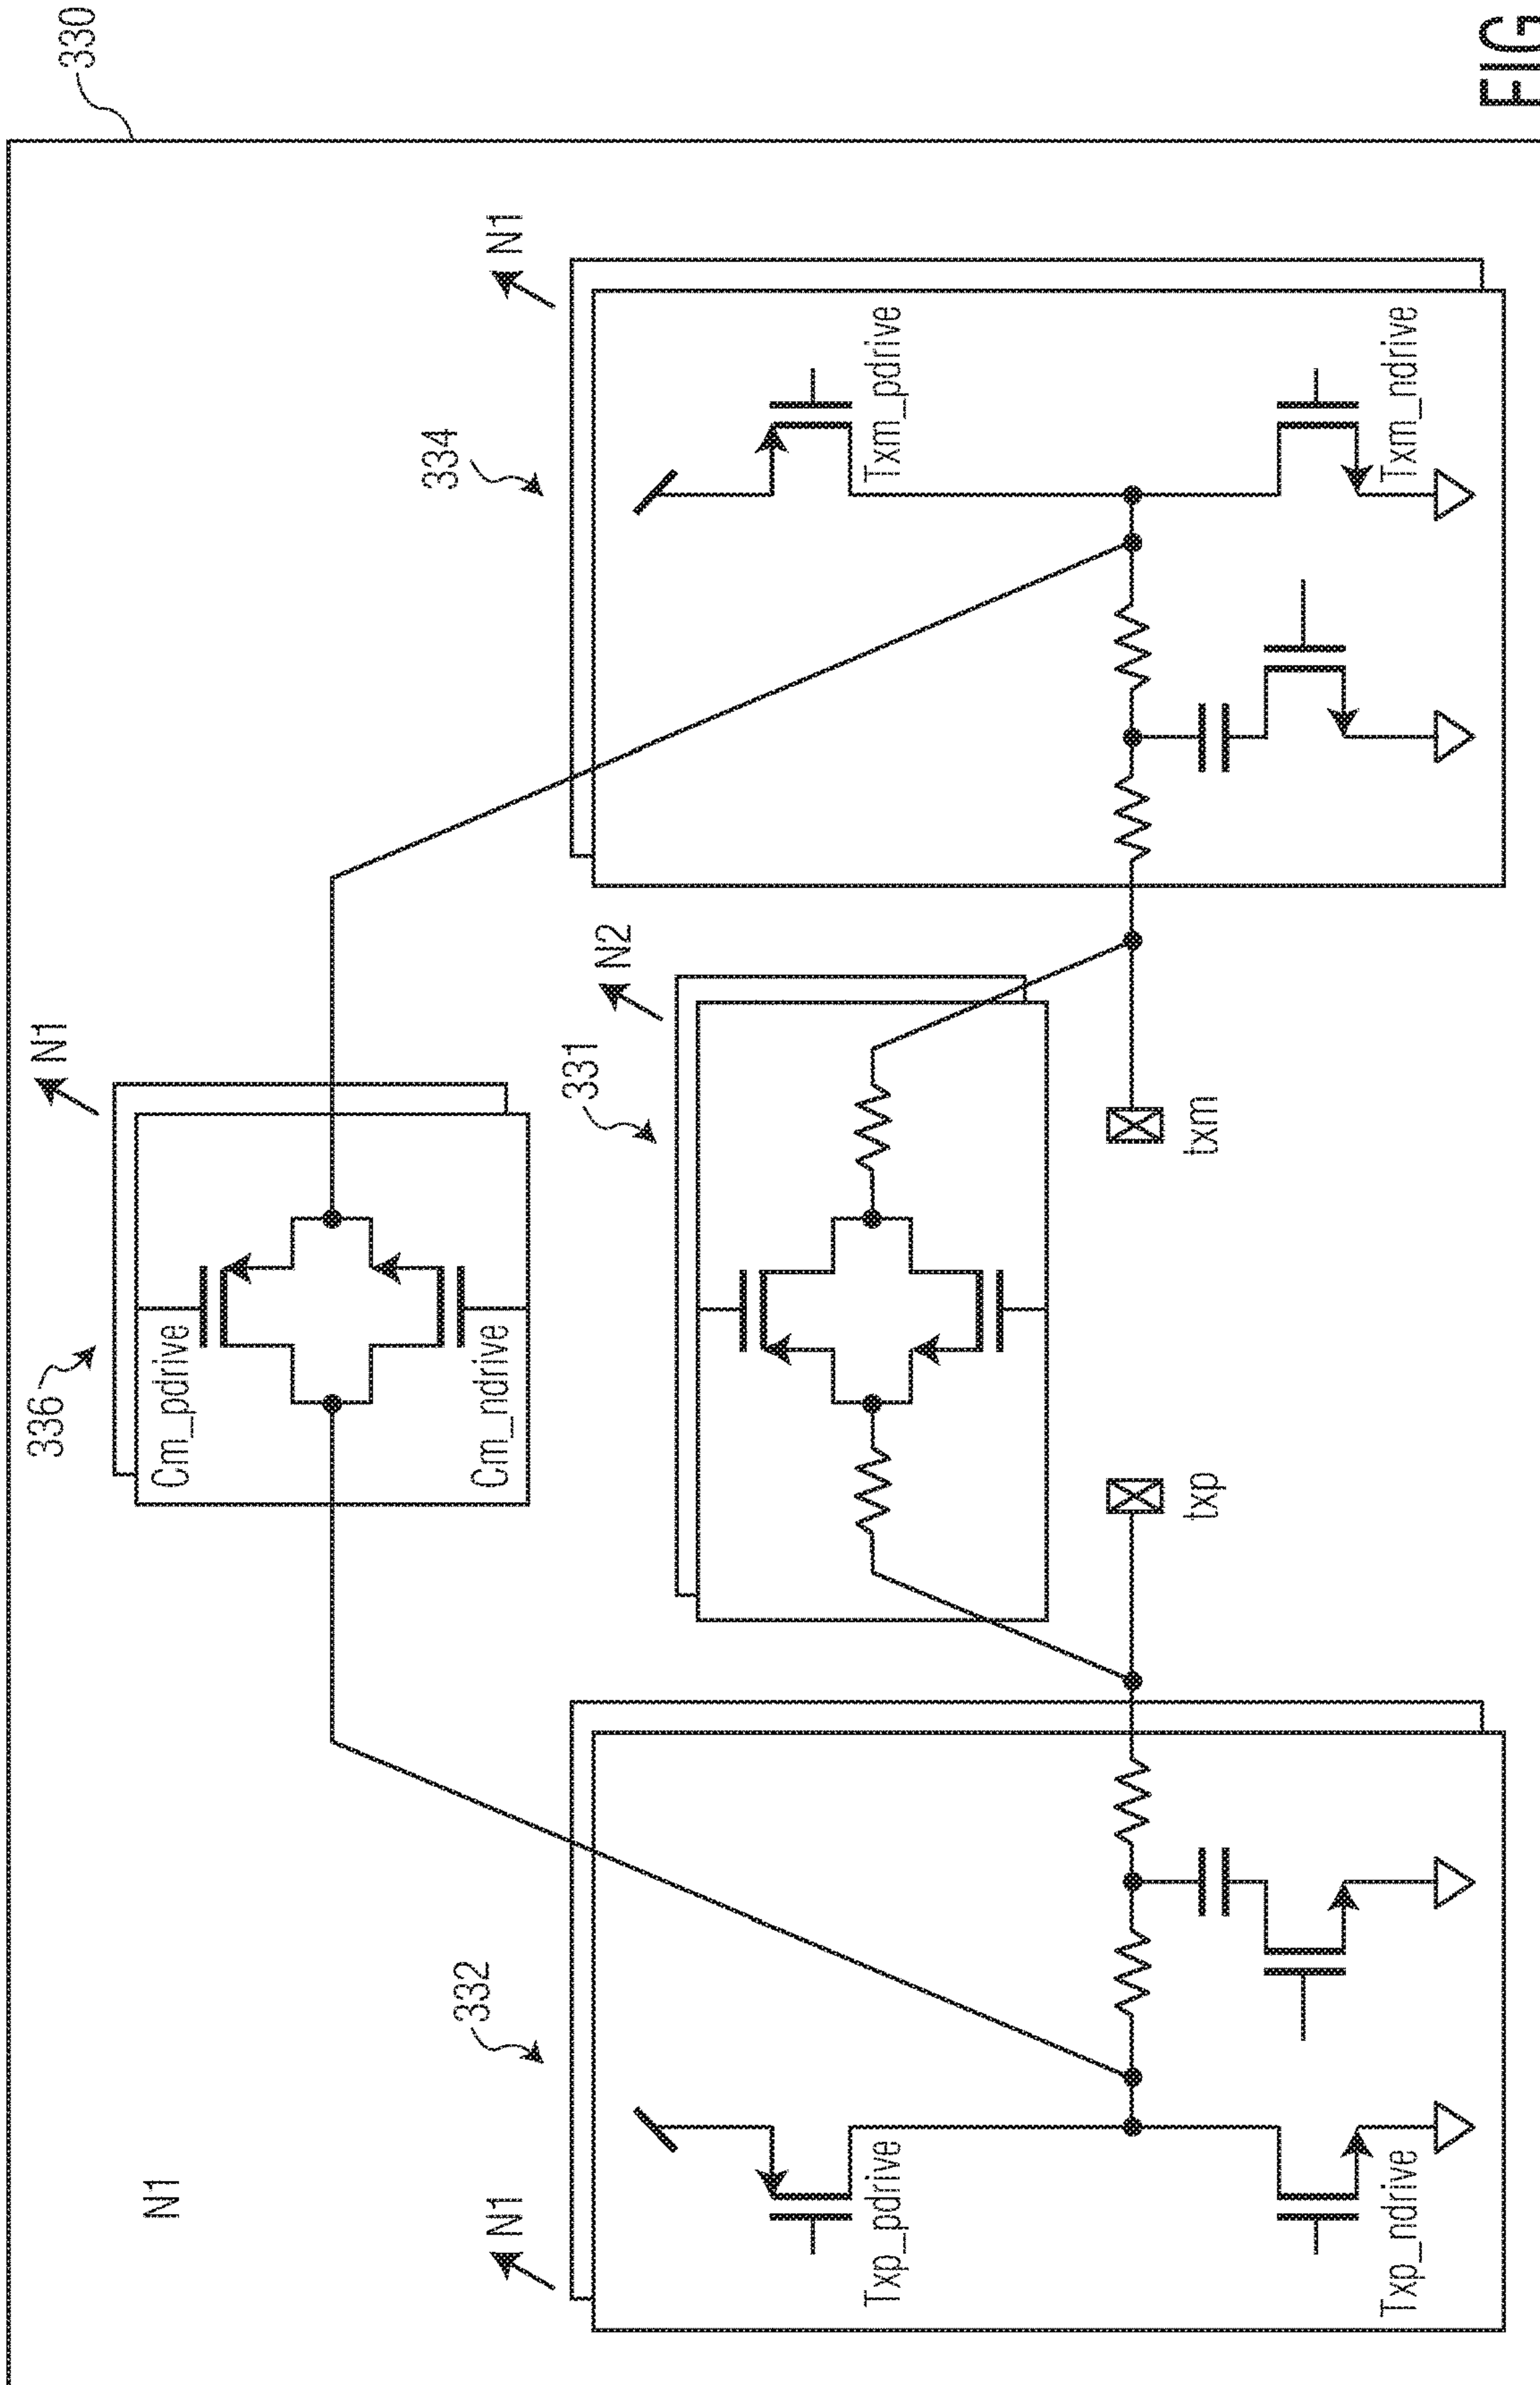 330
N1
336
Cm_pdrive
Cm_ndrive
N1
N1
332
Txp_pdrive
Txp_ndrive
N2
331
txp
txm
N1
334
Txm_pdrive
Txm_ndrive
FIG